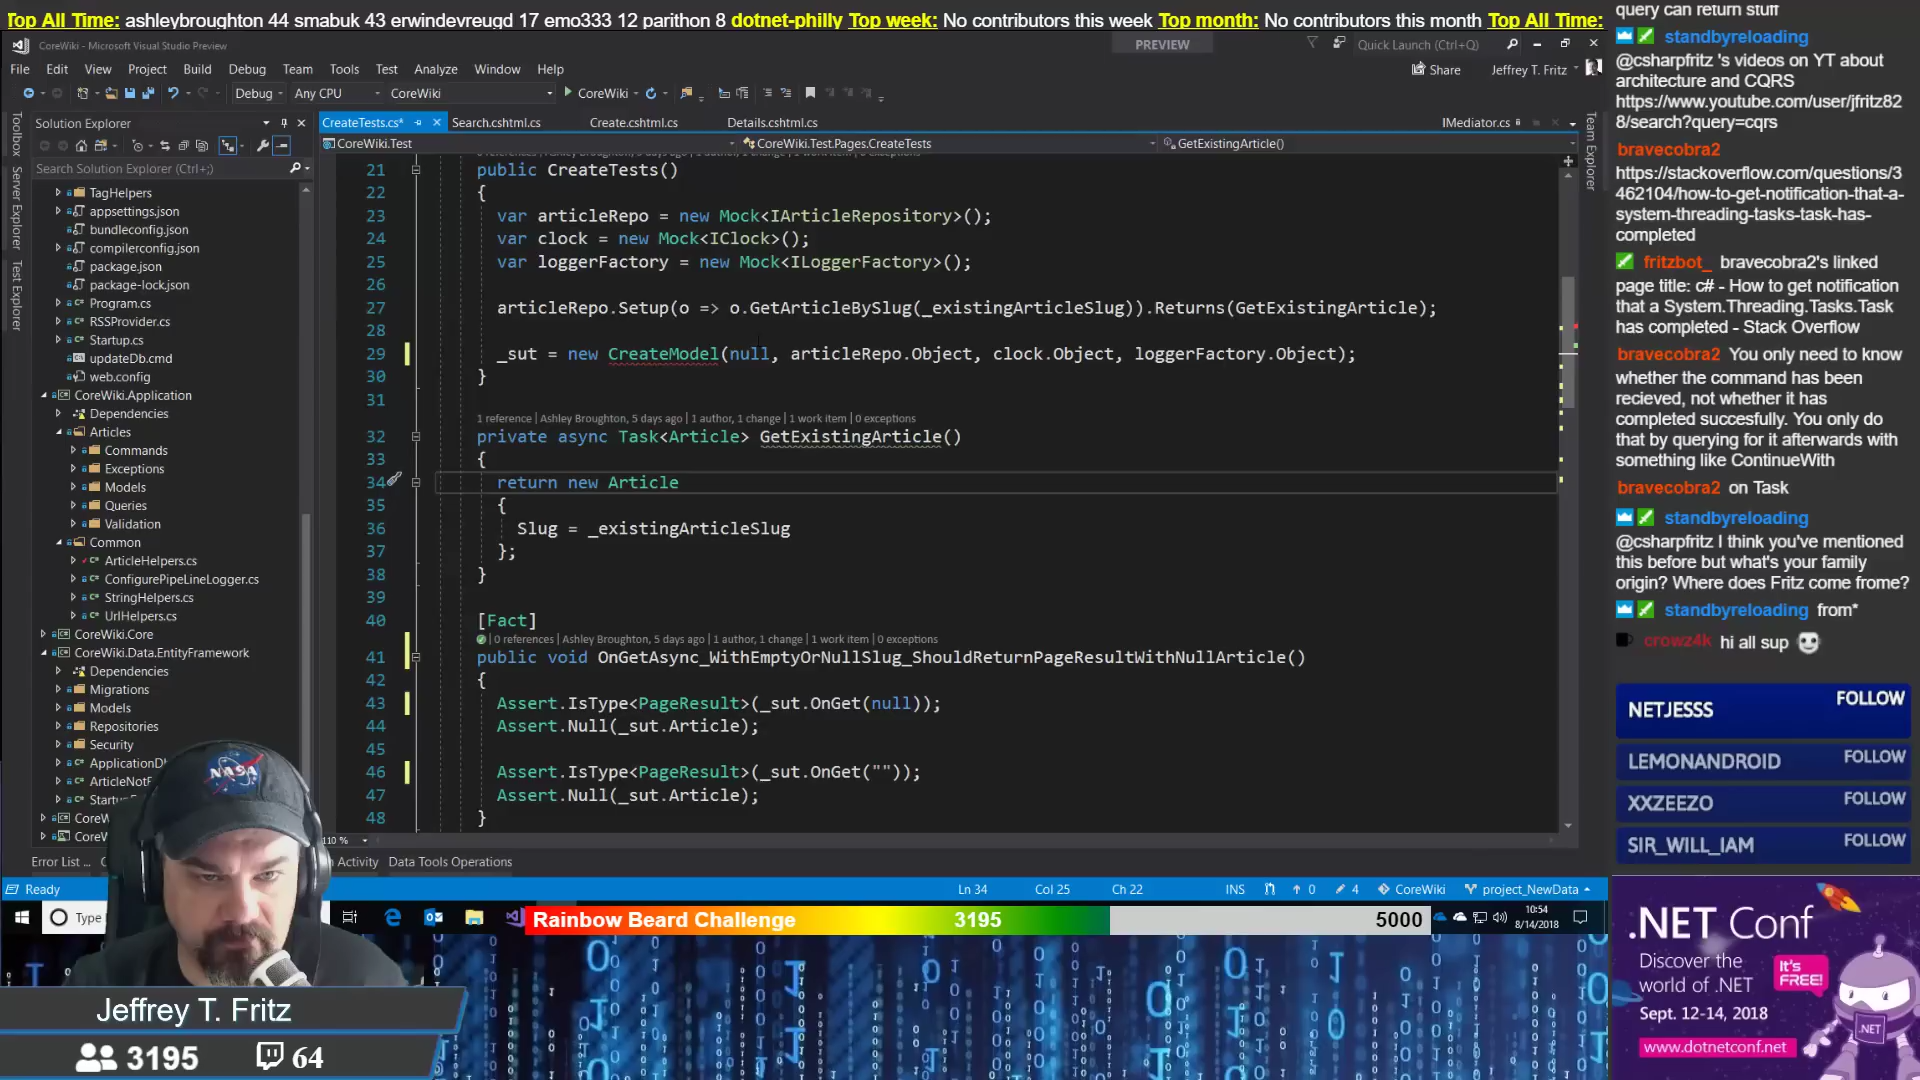 Top All Time: ashleybroughton 44 smabuk 43 erwindevreugd 17 emo333 12 parithon 8 dotnet-philly Top week: No contributors this week Top month: No contributors this month Top All Time:
CoreWiki - Microsoft Visual Studio Preview
PREVIEW
Quick Launch (Ctrl+Q)
File Edit View Project Build Debug Team Tools Test Analyze Window Help
Share
Jeffrey T. Fritz
Debug
Any CPU
CoreWiki
CoreWiki
Toolbox
Server Explorer
Test Explorer
Solution Explorer
Search Solution Explorer (Ctrl+;)
TagHelpers
appsettings.json
bundleconfig.json
compilerconfig.json
package.json
package-lock.json
Program.cs
RSSProvider.cs
Startup.cs
updateDb.cmd
web.config
CoreWiki.Application
Dependencies
Articles
Commands
Exceptions
Models
Queries
Validation
Common
ArticleHelpers.cs
ConfigurePipeLineLogger.cs
StringHelpers.cs
UrlHelpers.cs
CoreWiki.Core
CoreWiki.Data.EntityFramework
Dependencies
Migrations
Models
Repositories
Security
ApplicationD
ArticleNotF
Startu
CoreW
CoreW
CreateTests.cs*
Search.cshtml.cs
Create.cshtml.cs
Details.cshtml.cs
IMediator.cs
CoreWiki.Test
CoreWiki.Test.Pages.CreateTests
GetExistingArticle()
Team Explorer
21 public CreateTests()
22 {
23 var articleRepo = new Mock<IArticleRepository>();
24 var clock = new Mock<IClock>();
25 var loggerFactory = new Mock<ILoggerFactory>();
26
27 articleRepo.Setup(o => o.GetArticleBySlug(_existingArticleSlug)).Returns(GetExistingArticle);
28
29 _sut = new CreateModel(null, articleRepo.Object, clock.Object, loggerFactory.Object);
30 }
31
1 reference | Ashley Broughton, 5 days ago | 1 author, 1 change | 1 work item | 0 exceptions
32 private async Task<Article> GetExistingArticle()
33 {
34 return new Article
35 {
36 Slug = _existingArticleSlug
37 };
38 }
39
40 [Fact]
0 references | Ashley Broughton, 5 days ago | 1 author, 1 change | 1 work item | 0 exceptions
41 public void OnGetAsync_WithEmptyOrNullSlug_ShouldReturnPageResultWithNullArticle()
42 {
43 Assert.IsType<PageResult>(_sut.OnGet(null));
44 Assert.Null(_sut.Article);
45
46 Assert.IsType<PageResult>(_sut.OnGet(""));
47 Assert.Null(_sut.Article);
48 }
110 %
Error List ...
Activity
Data Tools Operations
Ready
Ln 34
Col 25
Ch 22
INS
0
4
CoreWiki
project_NewData
Type
Rainbow Beard Challenge 3195 5000
10:54
8/14/2018
NASA
Jeffrey T. Fritz
3195
64
query can return stuff
standbyreloading
@csharpfritz 's videos on YT about
architecture and CQRS
https://www.youtube.com/user/jfritz82
8/search?query=cqrs
bravecobra2
https://stackoverflow.com/questions/3
462104/how-to-get-notification-that-a-
system-threading-tasks-task-has-
completed
fritzbot_ bravecobra2's linked
page title: c# - How to get notification
that a System.Threading.Tasks.Task
has completed - Stack Overflow
bravecobra2 You only need to know
whether the command has been
recieved, not whether it has
completed succesfully. You only do
that by querying for it afterwards with
something like ContinueWith
bravecobra2 on Task
standbyreloading
@csharpfritz I think you've mentioned
this before but what's your family
origin? Where does Fritz come frome?
standbyreloading from*
crowz4k hi all sup
NETJESSS FOLLOW
LEMONANDROID FOLLOW
XXZEEZO FOLLOW
SIR_WILL_IAM FOLLOW
.NET Conf
Discover the
world of .NET
It's
FREE!
Sept. 12-14, 2018
www.dotnetconf.net
.NET